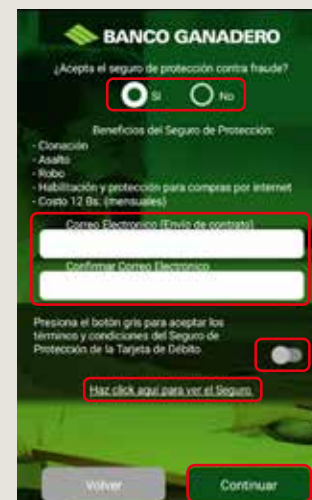 BANCO GANADERO
¿Acepta el seguro de protección contra fraude?
Si No
Beneficios del Seguro de Protección:
- Clonación
- Asalto
- Robo
- Habilitación y protección para compras por internet
- Costo 12 Bs. (mensuales)
Correo Electronico (Envío de contrato)
Confirmar Correo Electronico
Presiona el botón gris para aceptar los
términos y condiciones del Seguro de
Protección de la Tarjeta de Débito
Haz click aquí para ver el Seguro
Volver Continuar